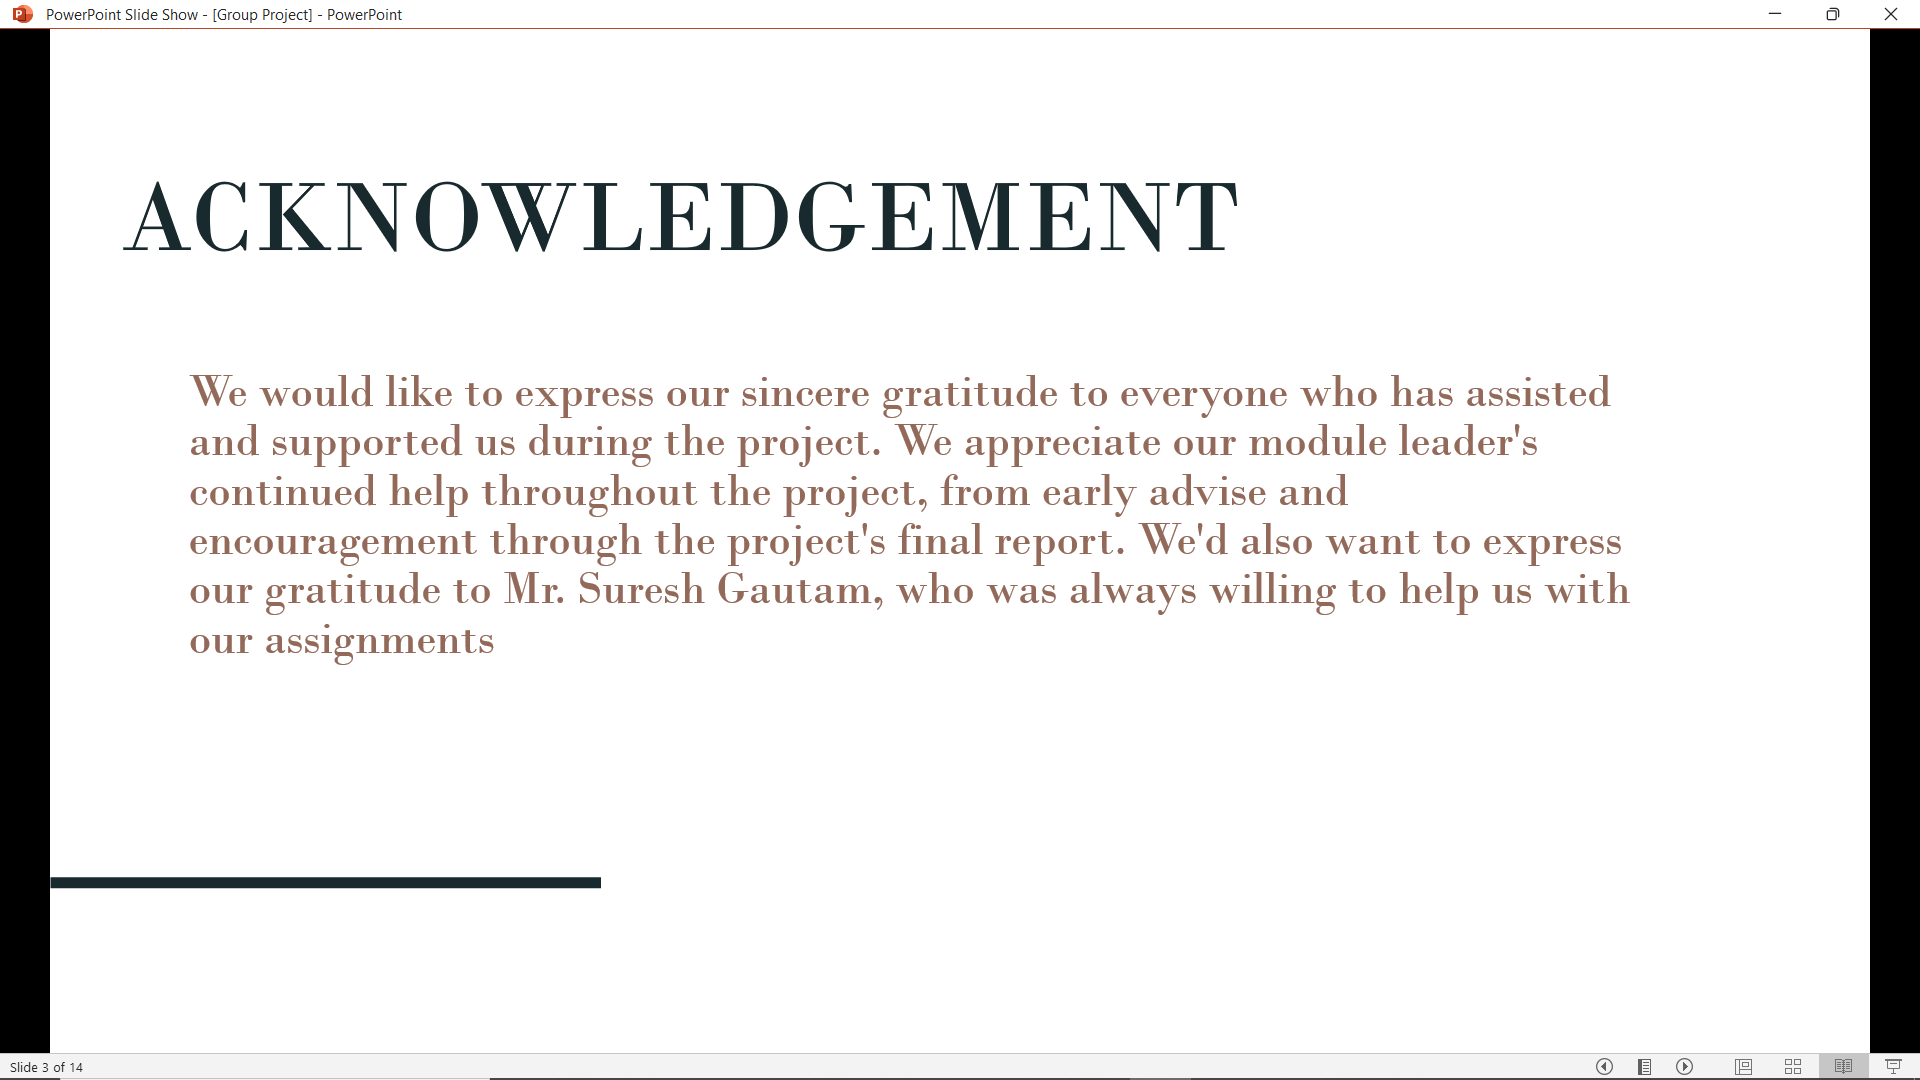 PowerPoint Slide Show - [Group Project] - PowerPoint
ACKNOWLEDGEMENT
We would like to express our sincere gratitude to everyone who has assisted
and supported us during the project. We appreciate our module leader's
continued help throughout the project, from early advise and
encouragement through the project's final report. We'd also want to express
our gratitude to Mr. Suresh Gautam, who was always willing to help us with
our assignments
Slide 3 of 14